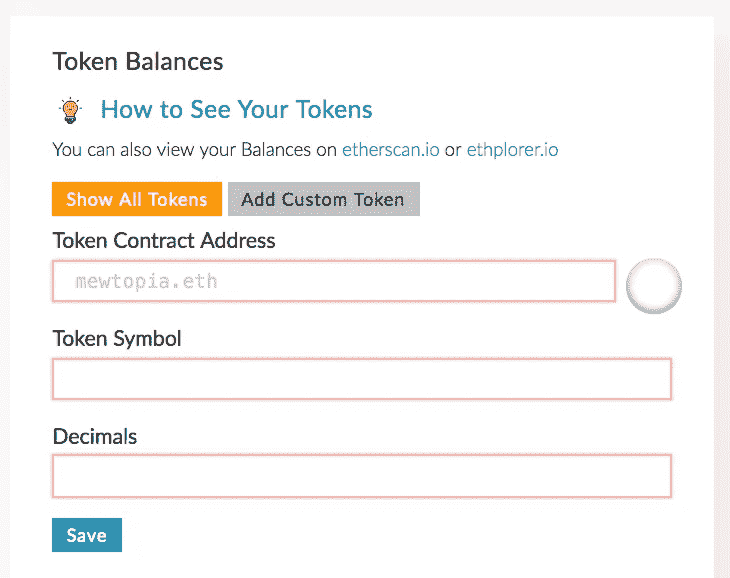 Token Balances
How to See Your Tokens
You can also view your Balances on etherscan.io or ethplorer.io
Show All Tokens Add Custom Token
Token Contract Address
mewtopia.eth
Token Symbol
Decimals
Save